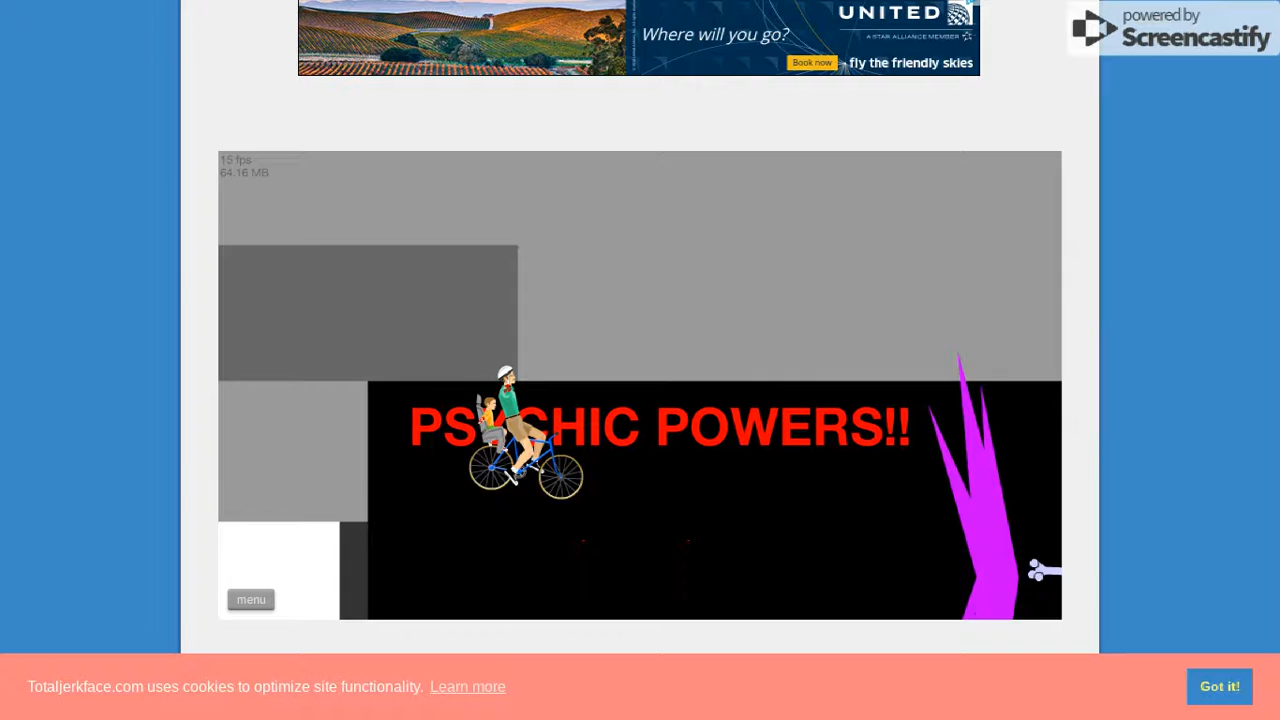 UNITED
A STAR ALLIANCE MEMBER
Where will you go?
Book now
fly the friendly skies
powered by
Screencastify
15 fps
64.16 MB
PSYCHIC POWERS!!
menu
Totaljerkface.com uses cookies to optimize site functionality. Learn more
Got it!